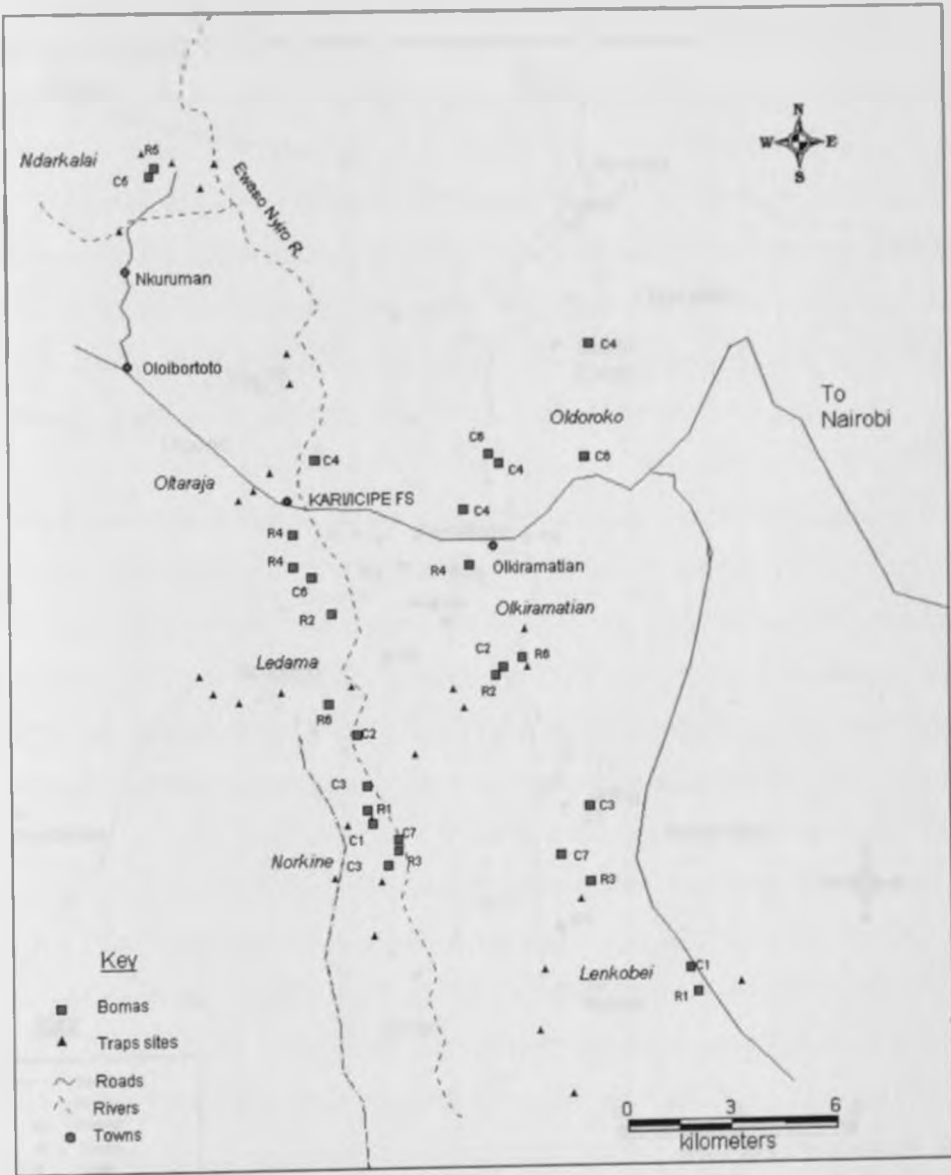 N
W E
S
R5
Ndarkalai
C5
Ewaso Nyiro R.
Nkuruman
C4
Oloibortoto
To
Nairobi
Oldoroko
C6
C4
C6
C4
Oltaraja
KARI/ICIPE FS
C4
R4
Olkiramatian
R4
R4
C6
Olkiramatian
R2
C2
R6
Ledama
R2
R6
C2
C3
C3
R1
C1
C7
C7
Norkine
C3
R3
R3
Key
Lenkobei
C1
R1
Bomas
Traps sites
Roads
Rivers
Towns
0 3 6
kilometers